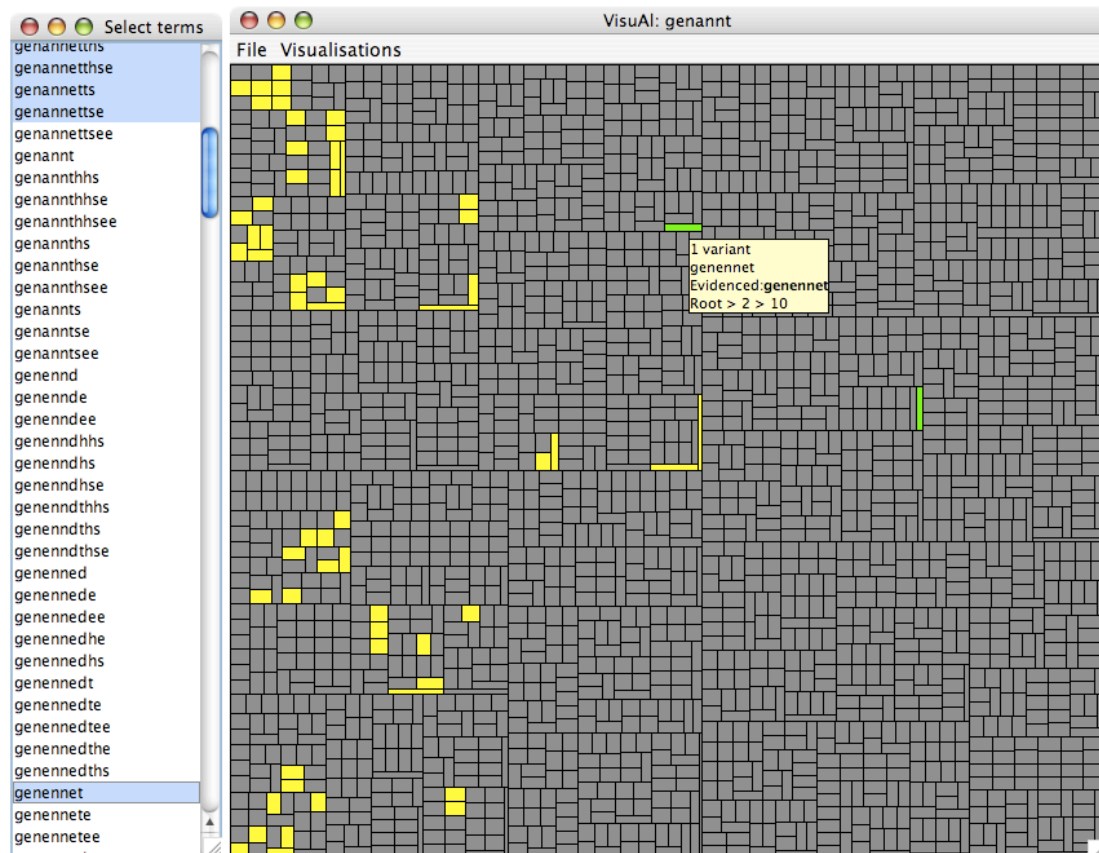 Select terms
genannetths
genannetthse
genannetts
genannettse
genannettsee
genannt
genannthhs
genannthhse
genannthhsee
genannths
genannthse
genannthsee
genannts
genanntse
genanntsee
genennd
genennde
genenndee
genenndhhs
genenndhs
genenndhse
genenndthhs
genenndths
genenndthse
genenned
genennede
genennedee
genennedhe
genennedhs
genennedt
genennedte
genennedtee
genennedthe
genennedths
genennet
genennete
genennetee
VisuAl: genannt
File Visualisations
1 variant
genennet
Evidenced:genennet
Root > 2 > 10